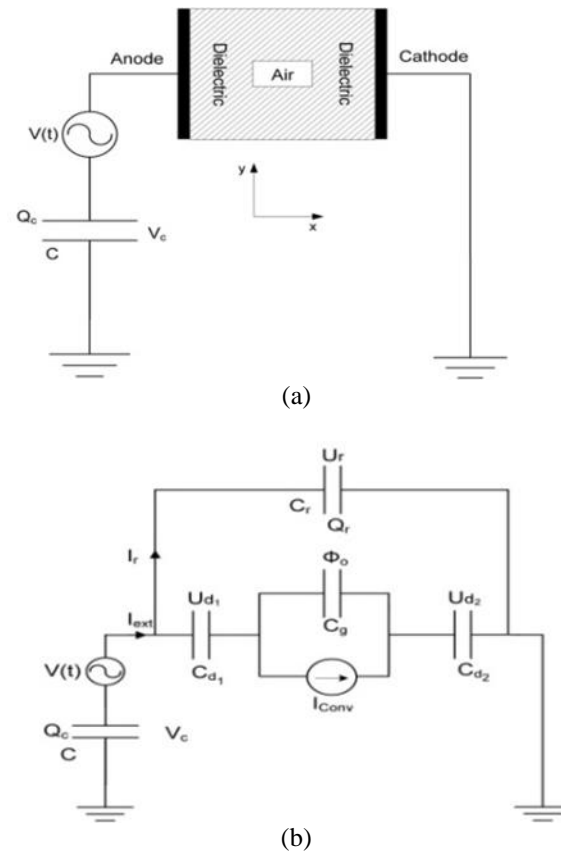 Anode
Cathode
Dielectric
Air
Dielectric
V(t)
y
x
Qc
Vc
C
(a)
Ur
Cr
Qr
Ir
Φo
Ud1
Ud2
Iext
Cg
V(t)
Cd1
Cd2
IConv
Qc
Vc
C
(b)